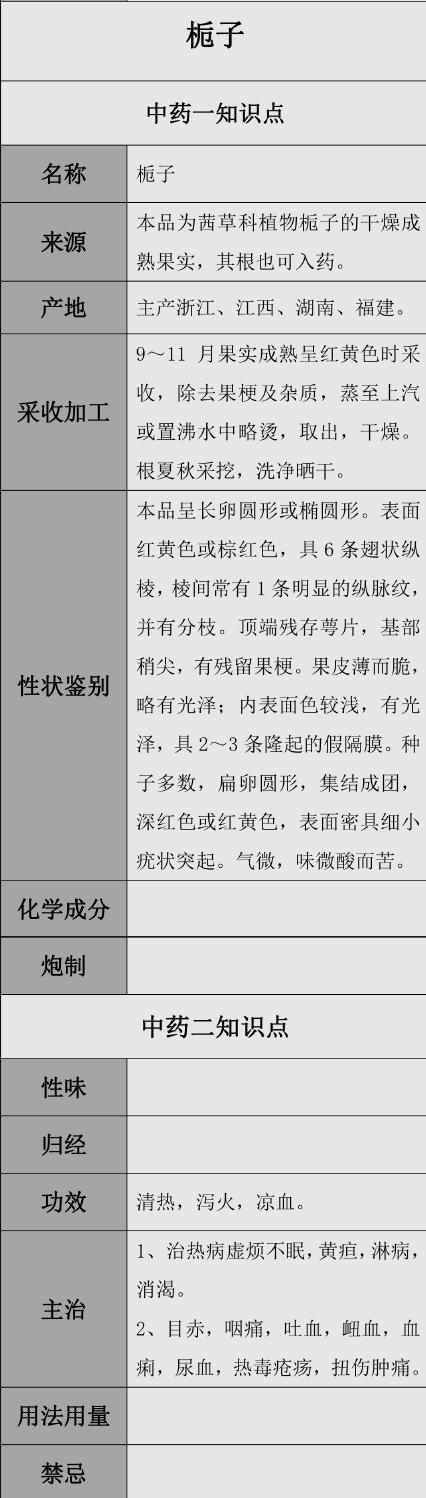 栀子
中药一知识点
名称
栀子
来源
本品为茜草科植物栀子的干燥成
熟果实，其根也可入药。
产地
主产浙江、江西、湖南、福建。
采收加工
9～11 月果实成熟呈红黄色时采
收，除去果梗及杂质，蒸至上汽
或置沸水中略烫，取出，干燥。
根夏秋采挖，洗净晒干。
性状鉴别
本品呈长卵圆形或椭圆形。表面
红黄色或棕红色，具 6 条翅状纵
棱，棱间常有 1 条明显的纵脉纹，
并有分枝。顶端残存萼片，基部
稍尖，有残留果梗。果皮薄而脆，
略有光泽；内表面色较浅，有光
泽，具 2～3 条隆起的假隔膜。种
子多数，扁卵圆形，集结成团，
深红色或红黄色，表面密具细小
疣状突起。气微，味微酸而苦。
化学成分
炮制
中药二知识点
性味
归经
功效
清热，泻火，凉血。
主治
1、治热病虚烦不眠，黄疸，淋病，
消渴。
2、目赤，咽痛，吐血，衄血，血
痢，尿血，热毒疮疡，扭伤肿痛。
用法用量
禁忌